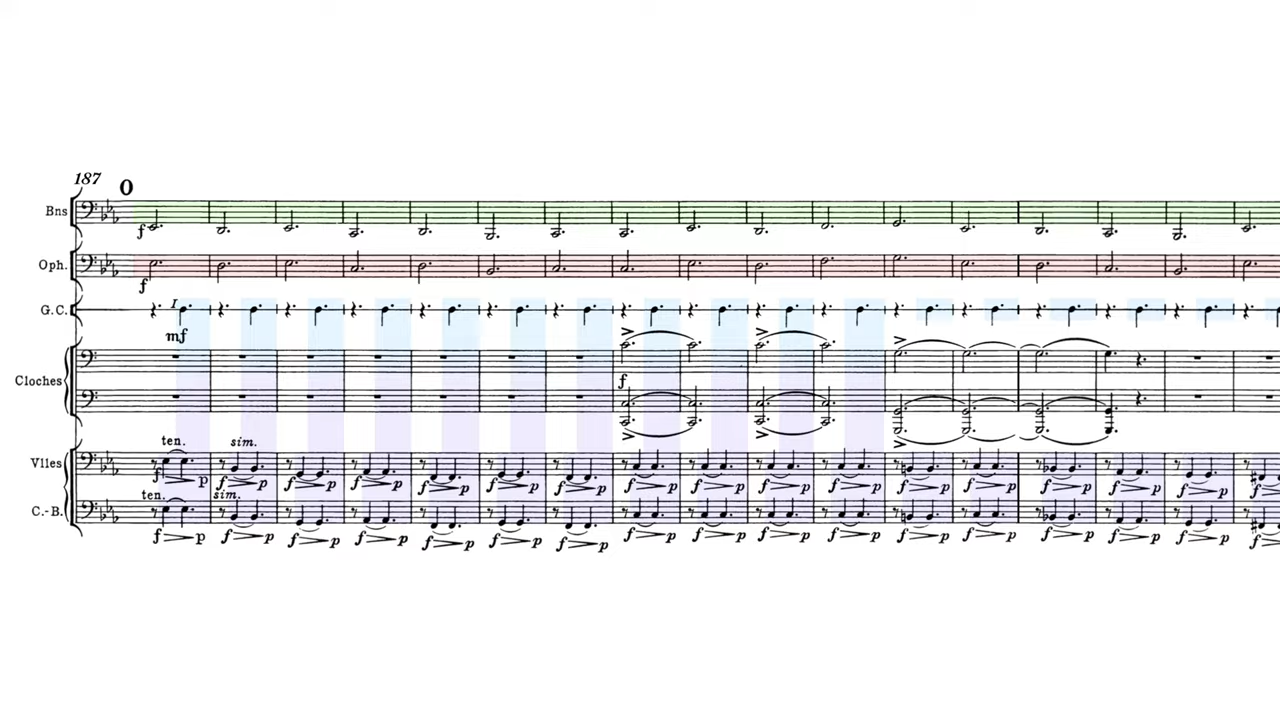 187
O
Bns
f
Oph.
f
G.C.
I
mf
Cloches
f
ten. sim.
Vlles
f p f p f p f p f p f p f p f p f p f p f p f p f p f p f p f p
ten. sim.
C.-B.
f p f p f p f p f p f p f p f p f p f p f p f p f p f p f p f p f